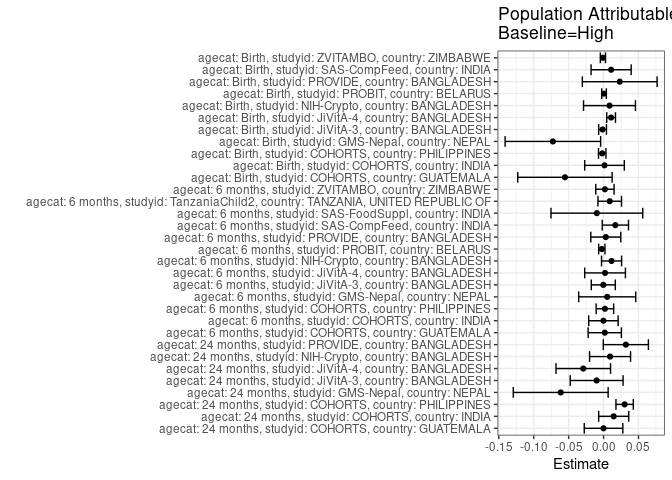 Population Attributable
Baseline=High
agecat: Birth, studyid: ZVITAMBO, country: ZIMBABWE
agecat: Birth, studyid: SAS-CompFeed, country: INDIA
agecat: Birth, studyid: PROVIDE, country: BANGLADESH
agecat: Birth, studyid: PROBIT, country: BELARUS
agecat: Birth, studyid: NIH-Crypto, country: BANGLADESH
agecat: Birth, studyid: JiVitA-4, country: BANGLADESH
agecat: Birth, studyid: JiVitA-3, country: BANGLADESH
agecat: Birth, studyid: GMS-Nepal, country: NEPAL
agecat: Birth, studyid: COHORTS, country: PHILIPPINES
agecat: Birth, studyid: COHORTS, country: INDIA
agecat: Birth, studyid: COHORTS, country: GUATEMALA
agecat: 6 months, studyid: ZVITAMBO, country: ZIMBABWE
agecat: 6 months, studyid: TanzaniaChild2, country: TANZANIA, UNITED REPUBLIC OF
agecat: 6 months, studyid: SAS-FoodSuppl, country: INDIA
agecat: 6 months, studyid: SAS-CompFeed, country: INDIA
agecat: 6 months, studyid: PROVIDE, country: BANGLADESH
agecat: 6 months, studyid: PROBIT, country: BELARUS
agecat: 6 months, studyid: NIH-Crypto, country: BANGLADESH
agecat: 6 months, studyid: JiVitA-4, country: BANGLADESH
agecat: 6 months, studyid: JiVitA-3, country: BANGLADESH
agecat: 6 months, studyid: GMS-Nepal, country: NEPAL
agecat: 6 months, studyid: COHORTS, country: PHILIPPINES
agecat: 6 months, studyid: COHORTS, country: INDIA
agecat: 6 months, studyid: COHORTS, country: GUATEMALA
agecat: 24 months, studyid: PROVIDE, country: BANGLADESH
agecat: 24 months, studyid: NIH-Crypto, country: BANGLADESH
agecat: 24 months, studyid: JiVitA-4, country: BANGLADESH
agecat: 24 months, studyid: JiVitA-3, country: BANGLADESH
agecat: 24 months, studyid: GMS-Nepal, country: NEPAL
agecat: 24 months, studyid: COHORTS, country: PHILIPPINES
agecat: 24 months, studyid: COHORTS, country: INDIA
agecat: 24 months, studyid: COHORTS, country: GUATEMALA
-0.15 -0.10 -0.05 0.00 0.05
Estimate